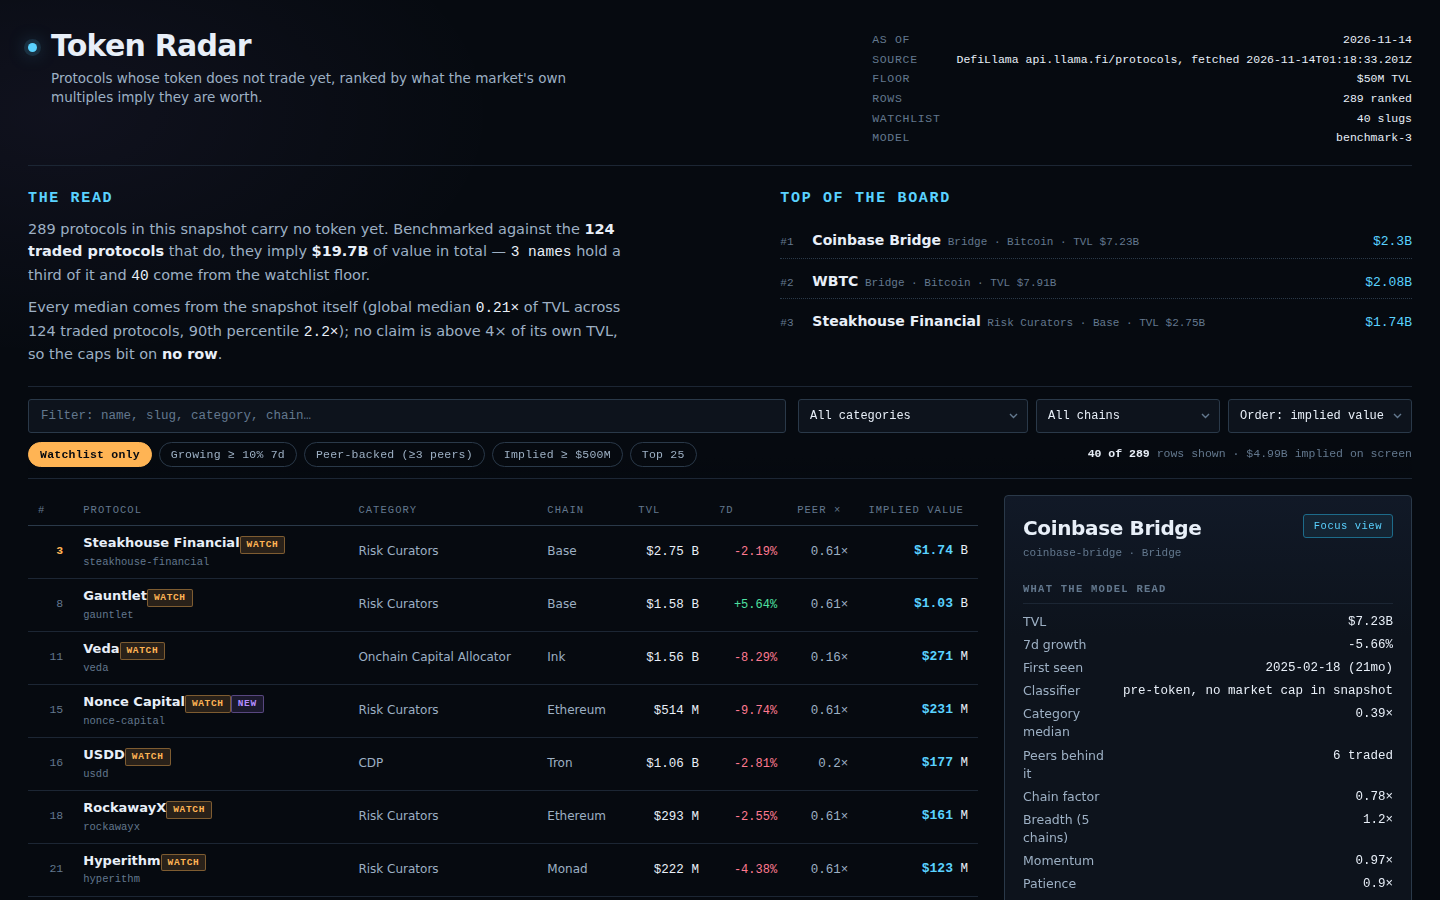 Token Radar
Protocols whose token does not trade yet, ranked by what the market's own
multiples imply they are worth.
AS OF 2026-11-14
SOURCE DefiLlama api.llama.fi/protocols, fetched 2026-11-14T01:18:33.201Z
FLOOR $50M TVL
ROWS 289 ranked
WATCHLIST 40 slugs
MODEL benchmark-3
THE READ
289 protocols in this snapshot carry no token yet. Benchmarked against the 124
traded protocols that do, they imply $19.7B of value in total — 3 names hold a
third of it and 40 come from the watchlist floor.
Every median comes from the snapshot itself (global median 0.21× of TVL across
124 traded protocols, 90th percentile 2.2×); no claim is above 4× of its own TVL,
so the caps bit on no row.
TOP OF THE BOARD
#1 Coinbase Bridge Bridge · Bitcoin · TVL $7.23B $2.3B
#2 WBTC Bridge · Bitcoin · TVL $7.91B $2.08B
#3 Steakhouse Financial Risk Curators · Base · TVL $2.75B $1.74B
Filter: name, slug, category, chain…
All categories
All chains
Order: implied value
Watchlist only
Growing ≥ 10% 7d
Peer-backed (≥3 peers)
Implied ≥ $500M
Top 25
40 of 289 rows shown · $4.99B implied on screen
# PROTOCOL CATEGORY CHAIN TVL 7D PEER × IMPLIED VALUE
3 Steakhouse Financial WATCH Risk Curators Base $2.75 B -2.19% 0.61× $1.74 B
steakhouse-financial
8 Gauntlet WATCH Risk Curators Base $1.58 B +5.64% 0.61× $1.03 B
gauntlet
11 Veda WATCH Onchain Capital Allocator Ink $1.56 B -8.29% 0.16× $271 M
veda
15 Nonce Capital WATCH NEW Risk Curators Ethereum $514 M -9.74% 0.61× $231 M
nonce-capital
16 USDD WATCH CDP Tron $1.06 B -2.81% 0.2× $177 M
usdd
18 RockawayX WATCH Risk Curators Ethereum $293 M -2.55% 0.61× $161 M
rockawayx
21 Hyperithm WATCH Risk Curators Monad $222 M -4.38% 0.61× $123 M
hyperithm
Coinbase Bridge
Focus view
coinbase-bridge · Bridge
WHAT THE MODEL READ
TVL $7.23B
7d growth -5.66%
First seen 2025-02-18 (21mo)
Classifier pre-token, no market cap in snapshot
Category median 0.39×
Peers behind it 6 traded
Chain factor 0.78×
Breadth (5 chains) 1.2×
Momentum 0.97×
Patience 0.9×